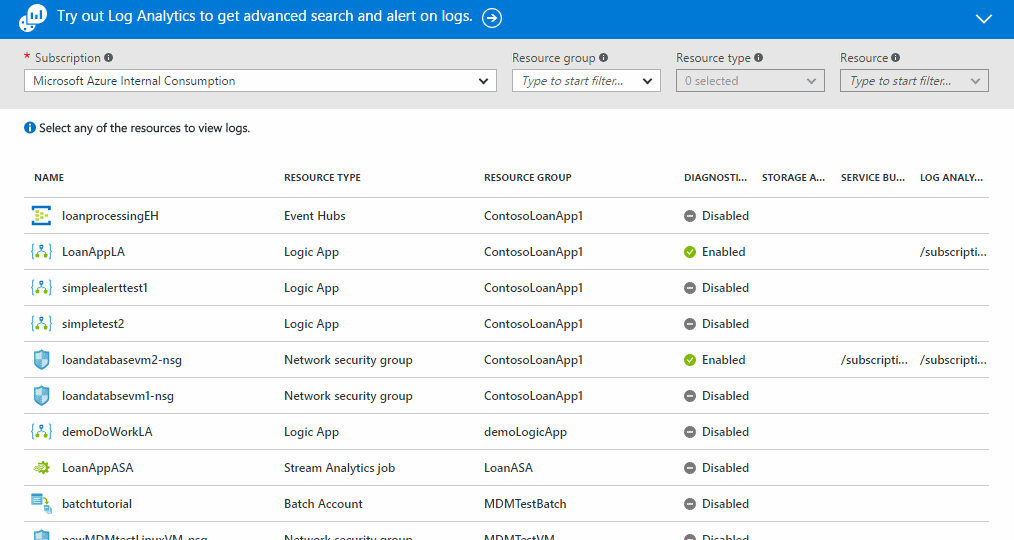 Try out Log Analytics to get advanced search and alert on logs.
* Subscription Resource group Resource type Resource
Microsoft Azure Internal Consumption Type to start filter... 0 selected Type to start filter...
Select any of the resources to view logs.
NAME RESOURCE TYPE RESOURCE GROUP DIAGNOSTI... STORAGE A... SERVICE BU... LOG ANALY...
loanprocessingEH Event Hubs ContosoLoanApp1 Disabled
LoanAppLA Logic App ContosoLoanApp1 Enabled /subscripti...
simplealerttest1 Logic App ContosoLoanApp1 Disabled
simpletest2 Logic App ContosoLoanApp1 Disabled
loandatabasevm2-nsg Network security group ContosoLoanApp1 Enabled /subscripti... /subscripti...
loandatabsevm1-nsg Network security group ContosoLoanApp1 Disabled
demoDoWorkLA Logic App demoLogicApp Disabled
LoanAppASA Stream Analytics job LoanASA Disabled
batchtutorial Batch Account MDMTestBatch Disabled
newMDMtestLinuxVM-nsg Network security group MDMTestVM Disabled